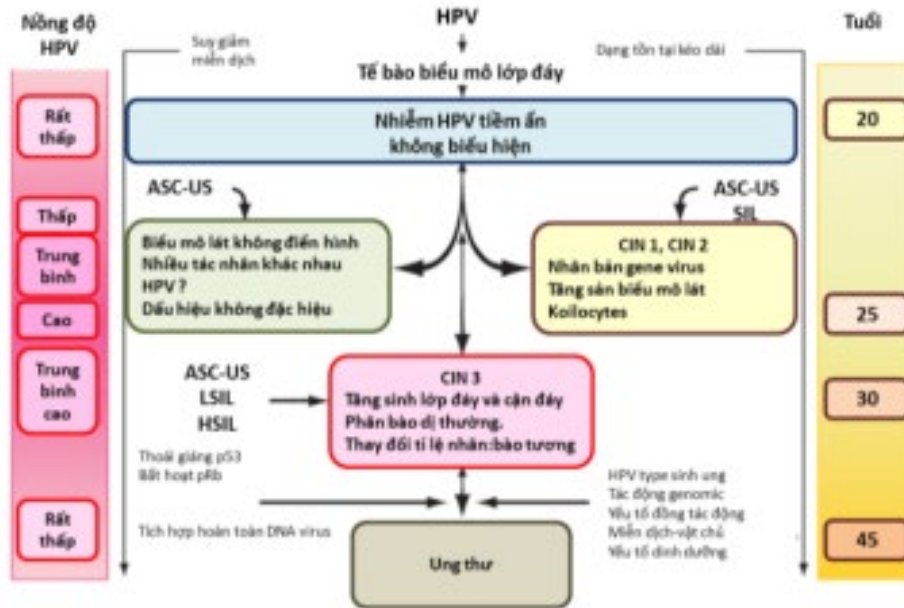 Nồng độ
HPV
HPV
Tuổi
Suy giảm
miễn dịch
Dạng tồn tại kéo dài
Tế bào biểu mô lớp đáy
Rất
thấp
Nhiễm HPV tiềm ẩn
không biểu hiện
20
ASC-US
ASC-US
SIL
Thấp
Trung
bình
Cao
Biểu mô lát không điển hình
Nhiều tác nhân khác nhau
HPV ?
Dấu hiệu không đặc hiệu
CIN 1, CIN 2
Nhân bản gene virus
Tăng sản biểu mô lát
Koilocytes
25
Trung
bình
cao
ASC-US
LSIL
HSIL
CIN 3
Tăng sinh lớp đáy và cận đáy
Phân bào dị thường.
Thay đổi tỉ lệ nhân:bào tương
30
Thoái giáng p53
Bất hoạt pRb
HPV type sinh ung
Tác động genomic
Yếu tố đồng tác động
Miễn dịch-vật chủ
Yếu tố dinh dưỡng
Rất
thấp
Tích hợp hoàn toàn DNA virus
Ung thư
45